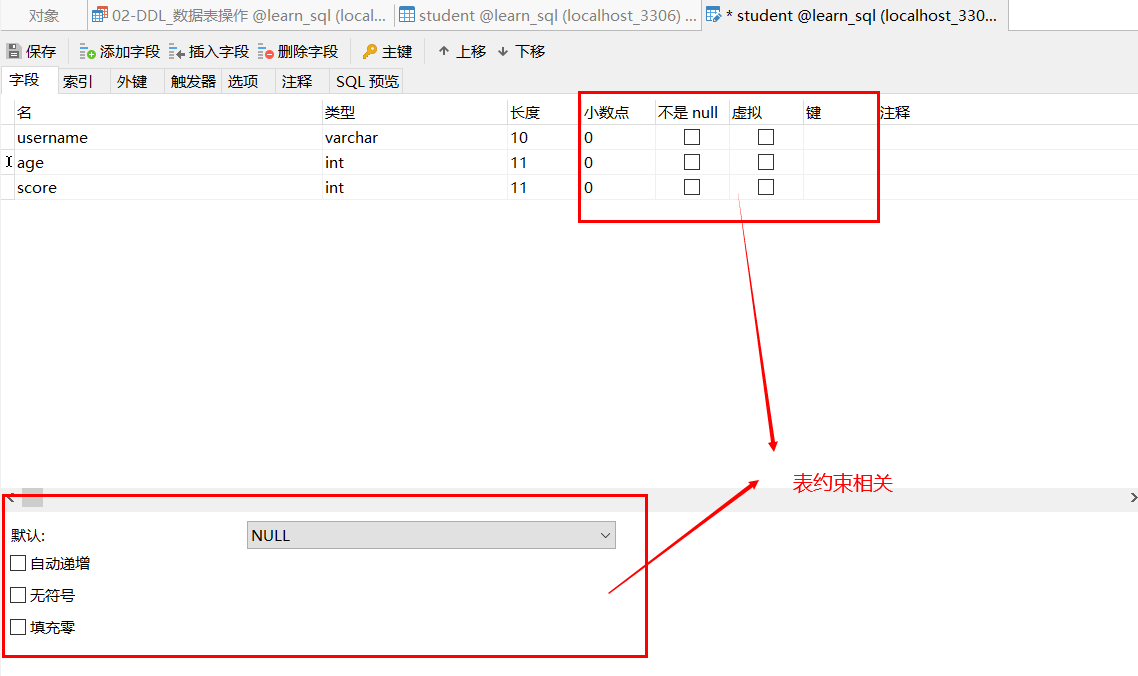 对象 02-DDL_数据表操作 @learn_sql (local... student @learn_sql (localhost_3306) ... * student @learn_sql (localhost_330...
保存 添加字段 插入字段 删除字段 主键 上移 下移
字段 索引 外键 触发器 选项 注释 SQL 预览
名 类型 长度 小数点 不是 null 虚拟 键 注释
username varchar 10 0
age int 11 0
score int 11 0
表约束相关
默认: NULL
自动递增
无符号
填充零